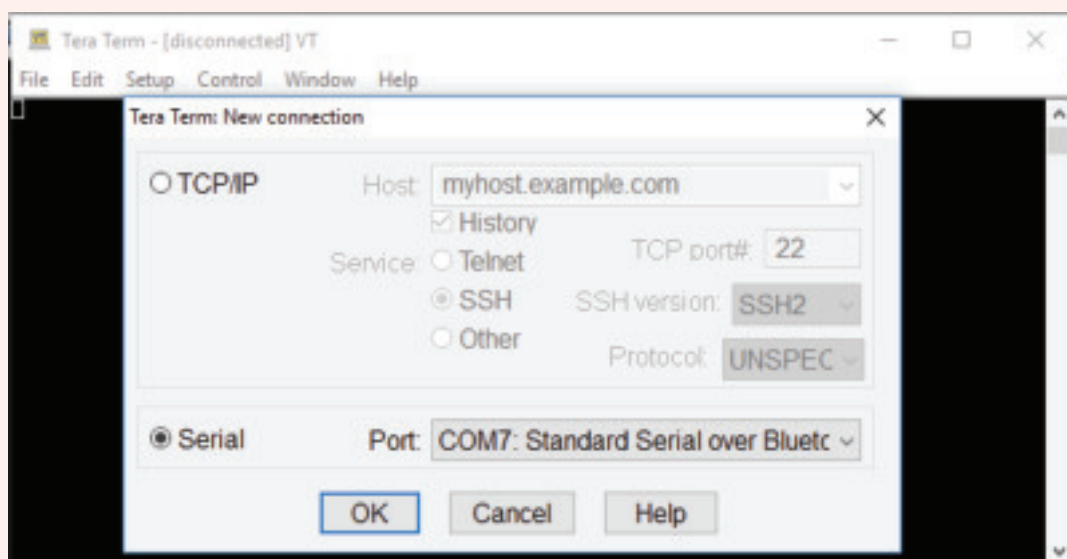 Tera Term - [disconnected] VT
File Edit Setup Control Window Help
Tera Term: New connection
TCP/IP Host: myhost.example.com
History
Service: Telnet TCP port#: 22
SSH SSH version: SSH2
Other Protocol: UNSPEC
Serial Port: COM7: Standard Serial over Bluetc
OK Cancel Help